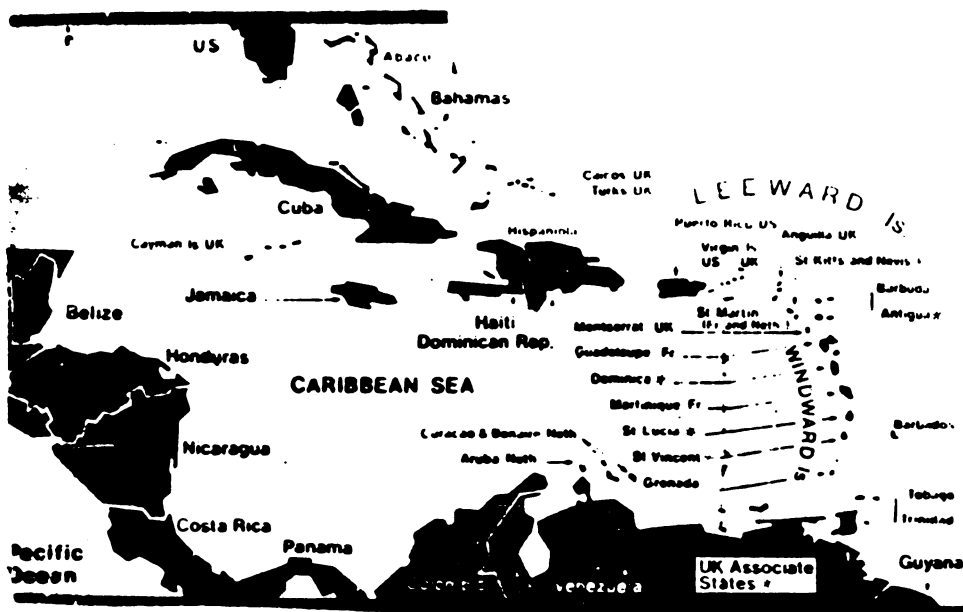 US
Abaco
Bahamas
Caicos UK
Turks UK
LEEWARD IS
Cuba
Hispaniola
Puerto Rico US
Anguilla UK
Cayman Is UK
Virgin Is
US UK
St Kitts and Nevis
Jamaica
Barbuda
Belize
St Martin
(Fr and Neth)
Antigua*
Haiti
Montserrat UK
Dominican Rep.
Honduras
Guadeloupe Fr
CARIBBEAN SEA
Dominica *
WINDWARD IS
Martinique Fr
Nicaragua
Curacao & Bonaire Neth
St Lucia *
Barbados
Aruba Neth
St Vincent
Grenada
Tobago
Costa Rica
Trinidad
Pacific
Ocean
Panama
Venezuela
UK Associate
States *
Guyana